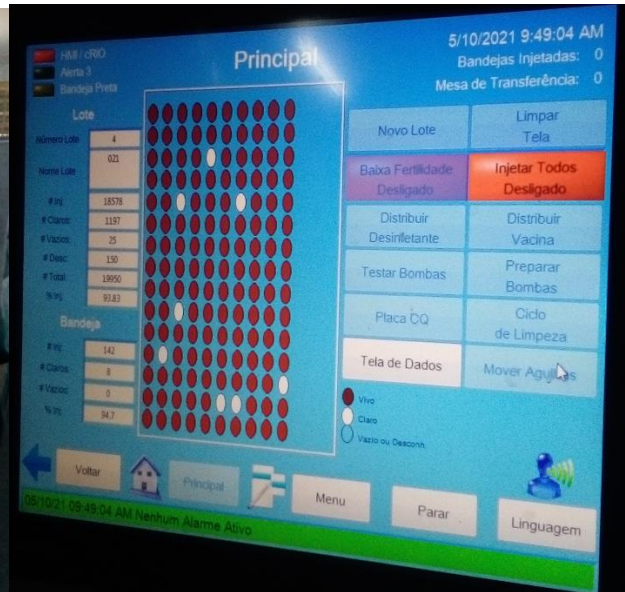 HMI / cRIO
Alerta 3
Bandeja Preta
Principal
5/10/2021 9:49:04 AM
Bandejas Injetadas: 0
Mesa de Transferência: 0
Lote
Número Lote 4
Nome Lote 021
# Inj. 18578
# Claros: 1197
# Vazios: 25
# Desc: 150
# Total: 19950
% Inj: 93.83
Bandeja
# Inj: 142
# Claros: 8
# Vazios: 0
% Inj: 94.7
Novo Lote
Limpar
Tela
Baixa Fertilidade
Desligado
Injetar Todos
Desligado
Distribuir
Desinfetante
Distribuir
Vacina
Testar Bombas
Preparar
Bombas
Placa CQ
Ciclo
de Limpeza
Tela de Dados
Mover Agulhas
Vivo
Claro
Vazio ou Desconh.
Voltar
Principal
Menu
Parar
Linguagem
05/10/21 09:49:04 AM Nenhum Alarme Ativo